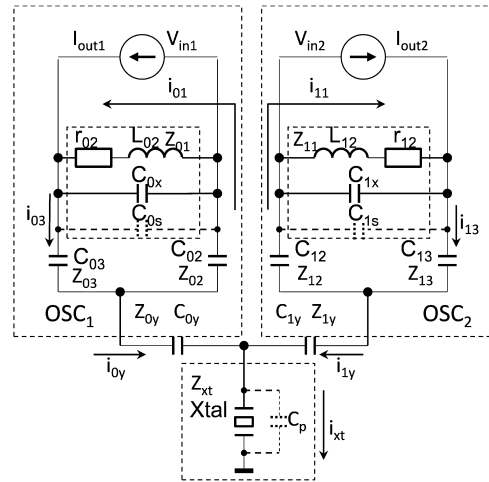 I_out1 V_in1 V_in2 I_out2
i_01 i_11
r_02 L_02 Z_01 Z_11 L_12 r_12
C_0x C_1x
i_03 C_0s C_1s i_13
C_03 C_02 C_12 C_13
Z_03 Z_02 Z_12 Z_13
OSC_1 Z_0y C_0y C_1y Z_1y OSC_2
i_0y i_1y
Z_xt
Xtal C_p i_xt